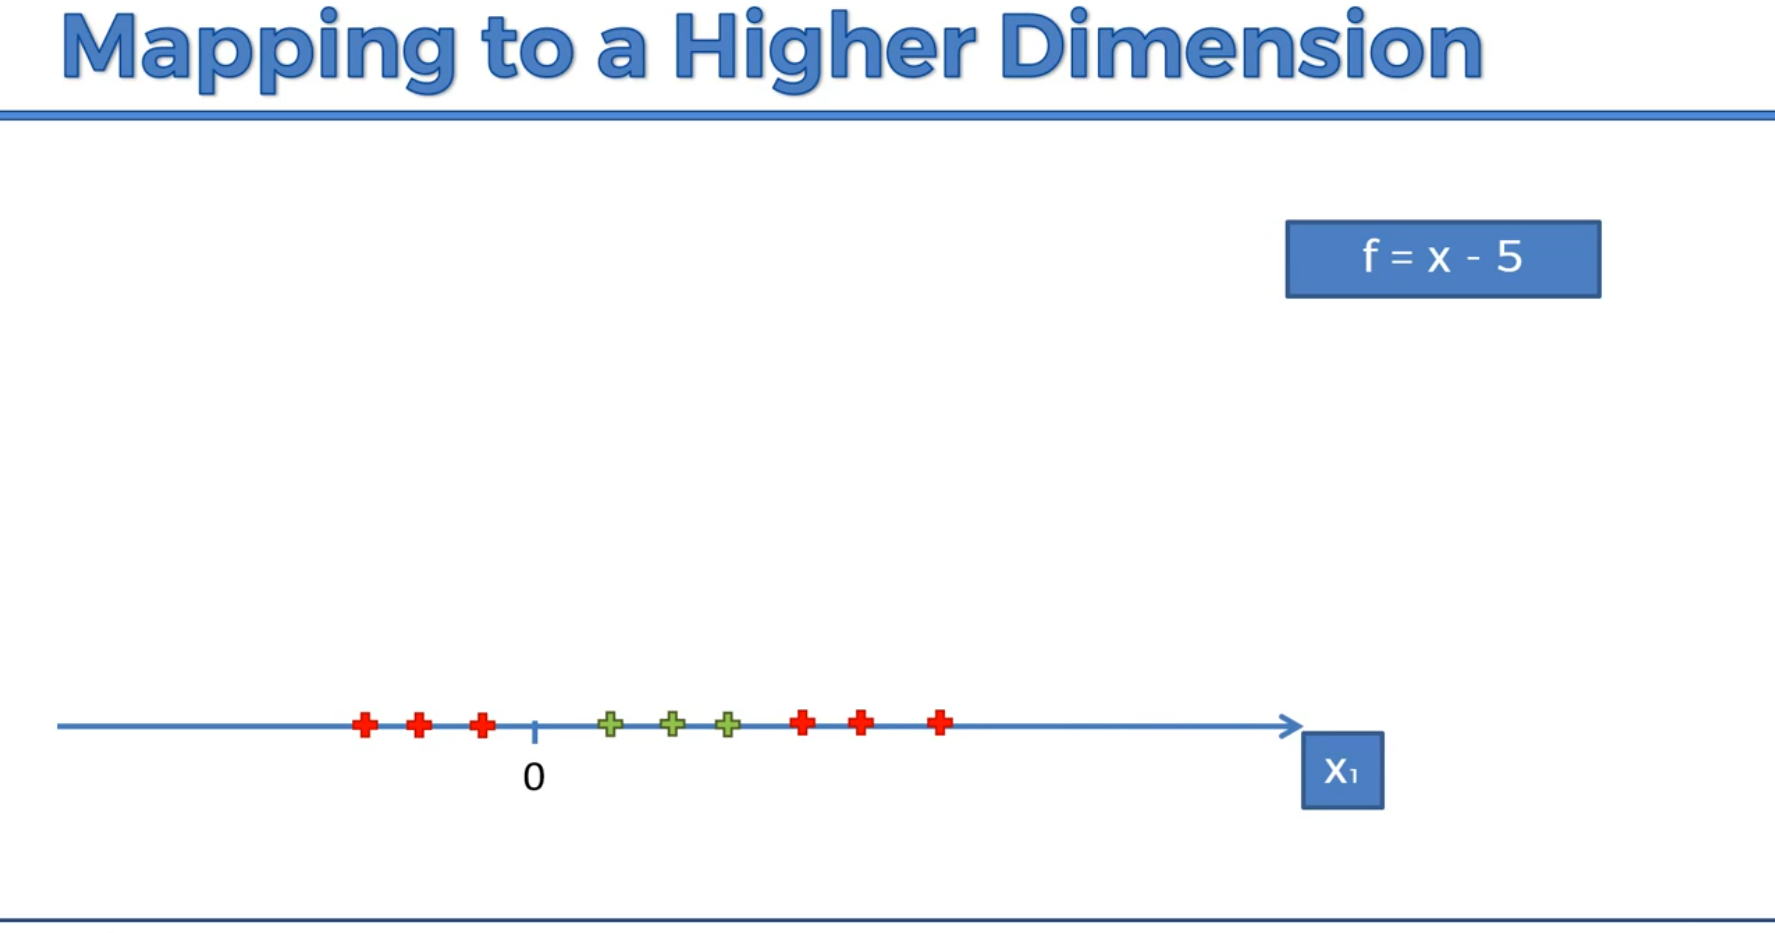 Mapping to a Higher Dimension
f = x - 5
0
x₁